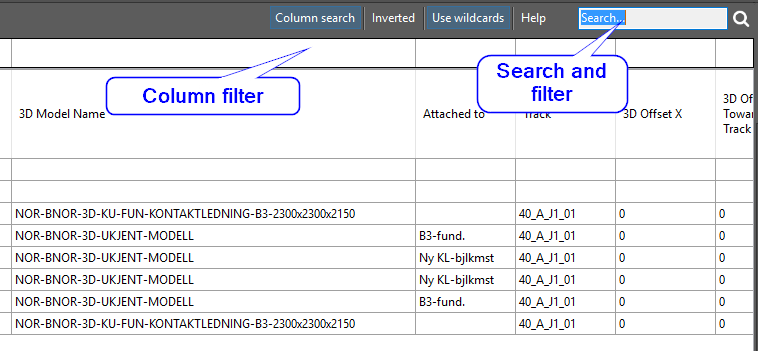 Column search Inverted Use wildcards Help Search...
Column filter
Search and
filter
3D Model Name Attached to Track 3D Offset X 3D Of
Towar
Track
NOR-BNOR-3D-KU-FUN-KONTAKTLEDNING-B3-2300x2300x2150 40_A_J1_01 0 0
NOR-BNOR-3D-UKJENT-MODELL B3-fund. 40_A_J1_01 0 0
NOR-BNOR-3D-UKJENT-MODELL Ny KL-bjlkmst 40_A_J1_01 0 0
NOR-BNOR-3D-UKJENT-MODELL Ny KL-bjlkmst 40_A_J1_01 0 0
NOR-BNOR-3D-UKJENT-MODELL B3-fund. 40_A_J1_01 0 0
NOR-BNOR-3D-KU-FUN-KONTAKTLEDNING-B3-2300x2300x2150 40_A_J1_01 0 0